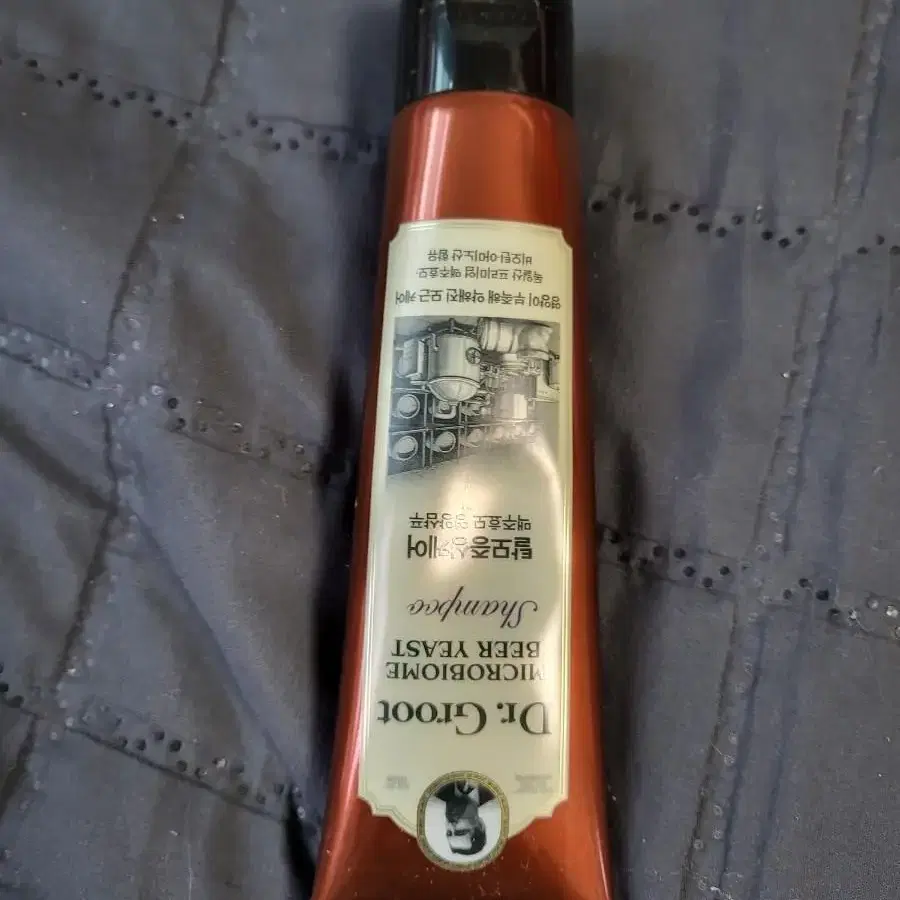 Dr. Groot
MICROBIOME
BEER YEAST
Shampoo
탈모증상케어
맥주효모 영양샴푸
영양이 부족해 약해진 모근 케어
독일산 프리미엄 맥주효모·
비오틴·아미노산 함유